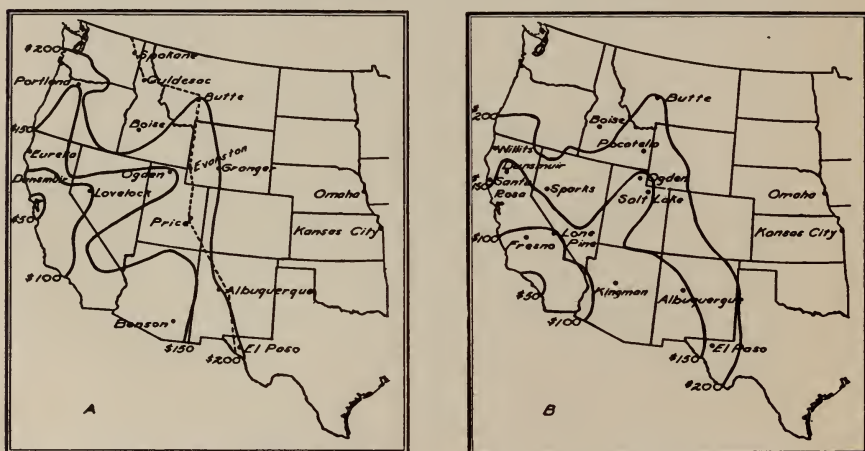 $200
Spokane
Culdesac
Portland
Butte
$150
Boise
Eureka
Evanston
Granger
Dunsmuir
Ogden
Lovelock
Omaha
$50
Price
Kansas City
$100
Albuquerque
Benson
$150
El Paso
$200
A
Butte
$200
Boise
Pocatello
Willits
Dunsmuir
Ogden
$150
Santa Rosa
Sparks
Salt Lake
Omaha
$100
Fresno
Lone Pine
Kansas City
$50
Kingman
Albuquerque
$100
$150
El Paso
$200
B